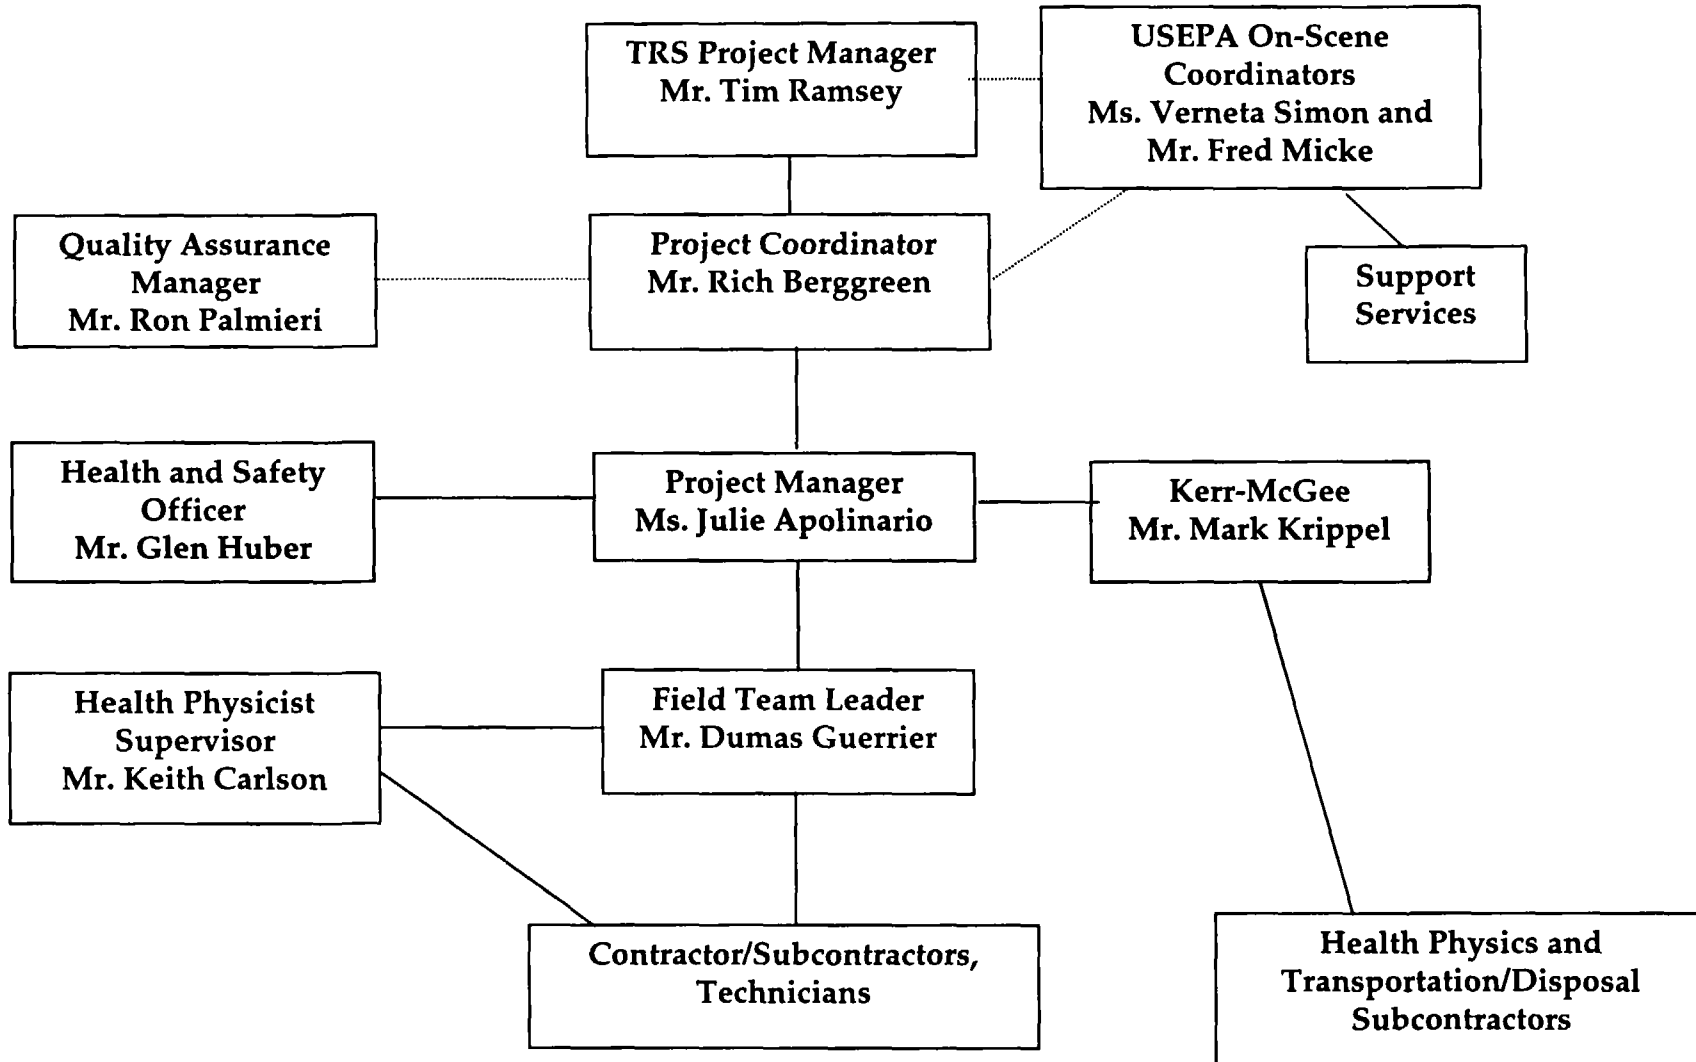 TRS Project Manager
Mr. Tim Ramsey
USEPA On-Scene
Coordinators
Ms. Verneta Simon and
Mr. Fred Micke
Quality Assurance
Manager
Mr. Ron Palmieri
Project Coordinator
Mr. Rich Berggreen
Support
Services
Health and Safety
Officer
Mr. Glen Huber
Project Manager
Ms. Julie Apolinario
Kerr-McGee
Mr. Mark Krippel
Health Physicist
Supervisor
Mr. Keith Carlson
Field Team Leader
Mr. Dumas Guerrier
Contractor/Subcontractors,
Technicians
Health Physics and
Transportation/Disposal
Subcontractors